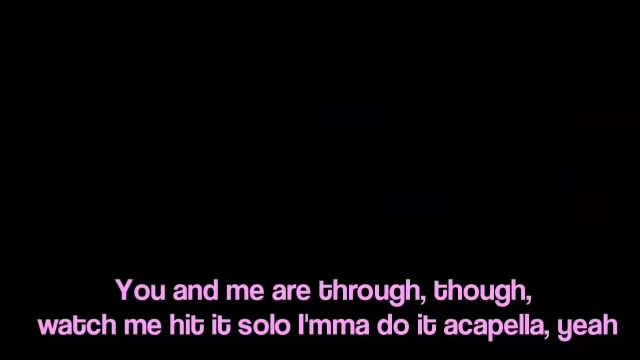 You and me are through, though,
watch me hit it solo I'mma do it acapella, yeah